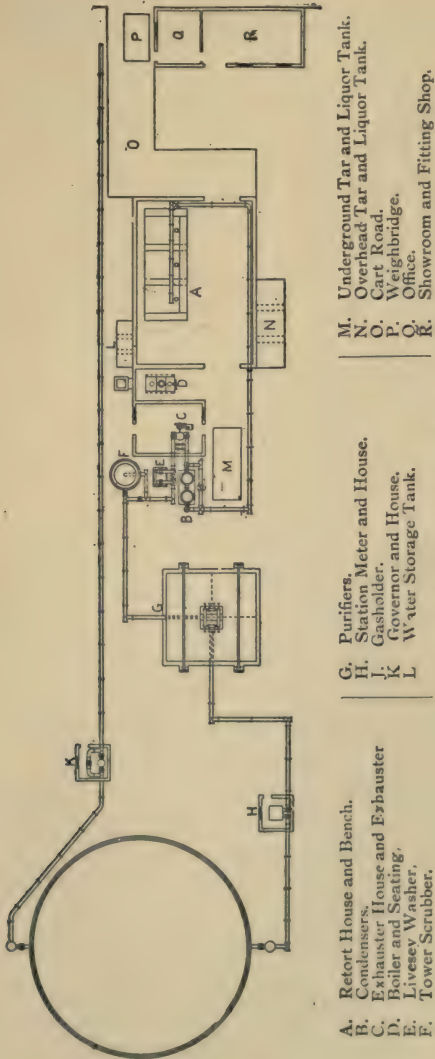 P
Q
R
O
A
L
D
C
F
E
B
M
N
G
K
H
A. Retort House and Bench.
B. Condensers.
C. Exhauster House and Exhauster
D. Boiler and Seating,
E. Livesey Washer,
F. Tower Scrubber.
G. Purifiers.
H. Station Meter and House.
J. Gasholder.
K Governor and House.
L Water Storage Tank.
M. Underground Tar and Liquor Tank.
N. Overhead Tar and Liquor Tank.
O. Cart Road.
P. Weighbridge.
Q. Office.
R. Showroom and Fitting Shop.